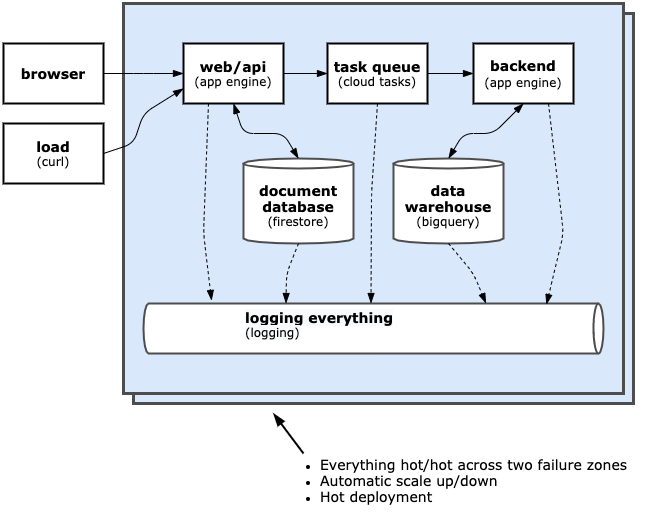 browser
load
(curl)
web/api
(app engine)
task queue
(cloud tasks)
backend
(app engine)
document
database
(firestore)
data
warehouse
(bigquery)
logging everything
(logging)
• Everything hot/hot across two failure zones
• Automatic scale up/down
• Hot deployment